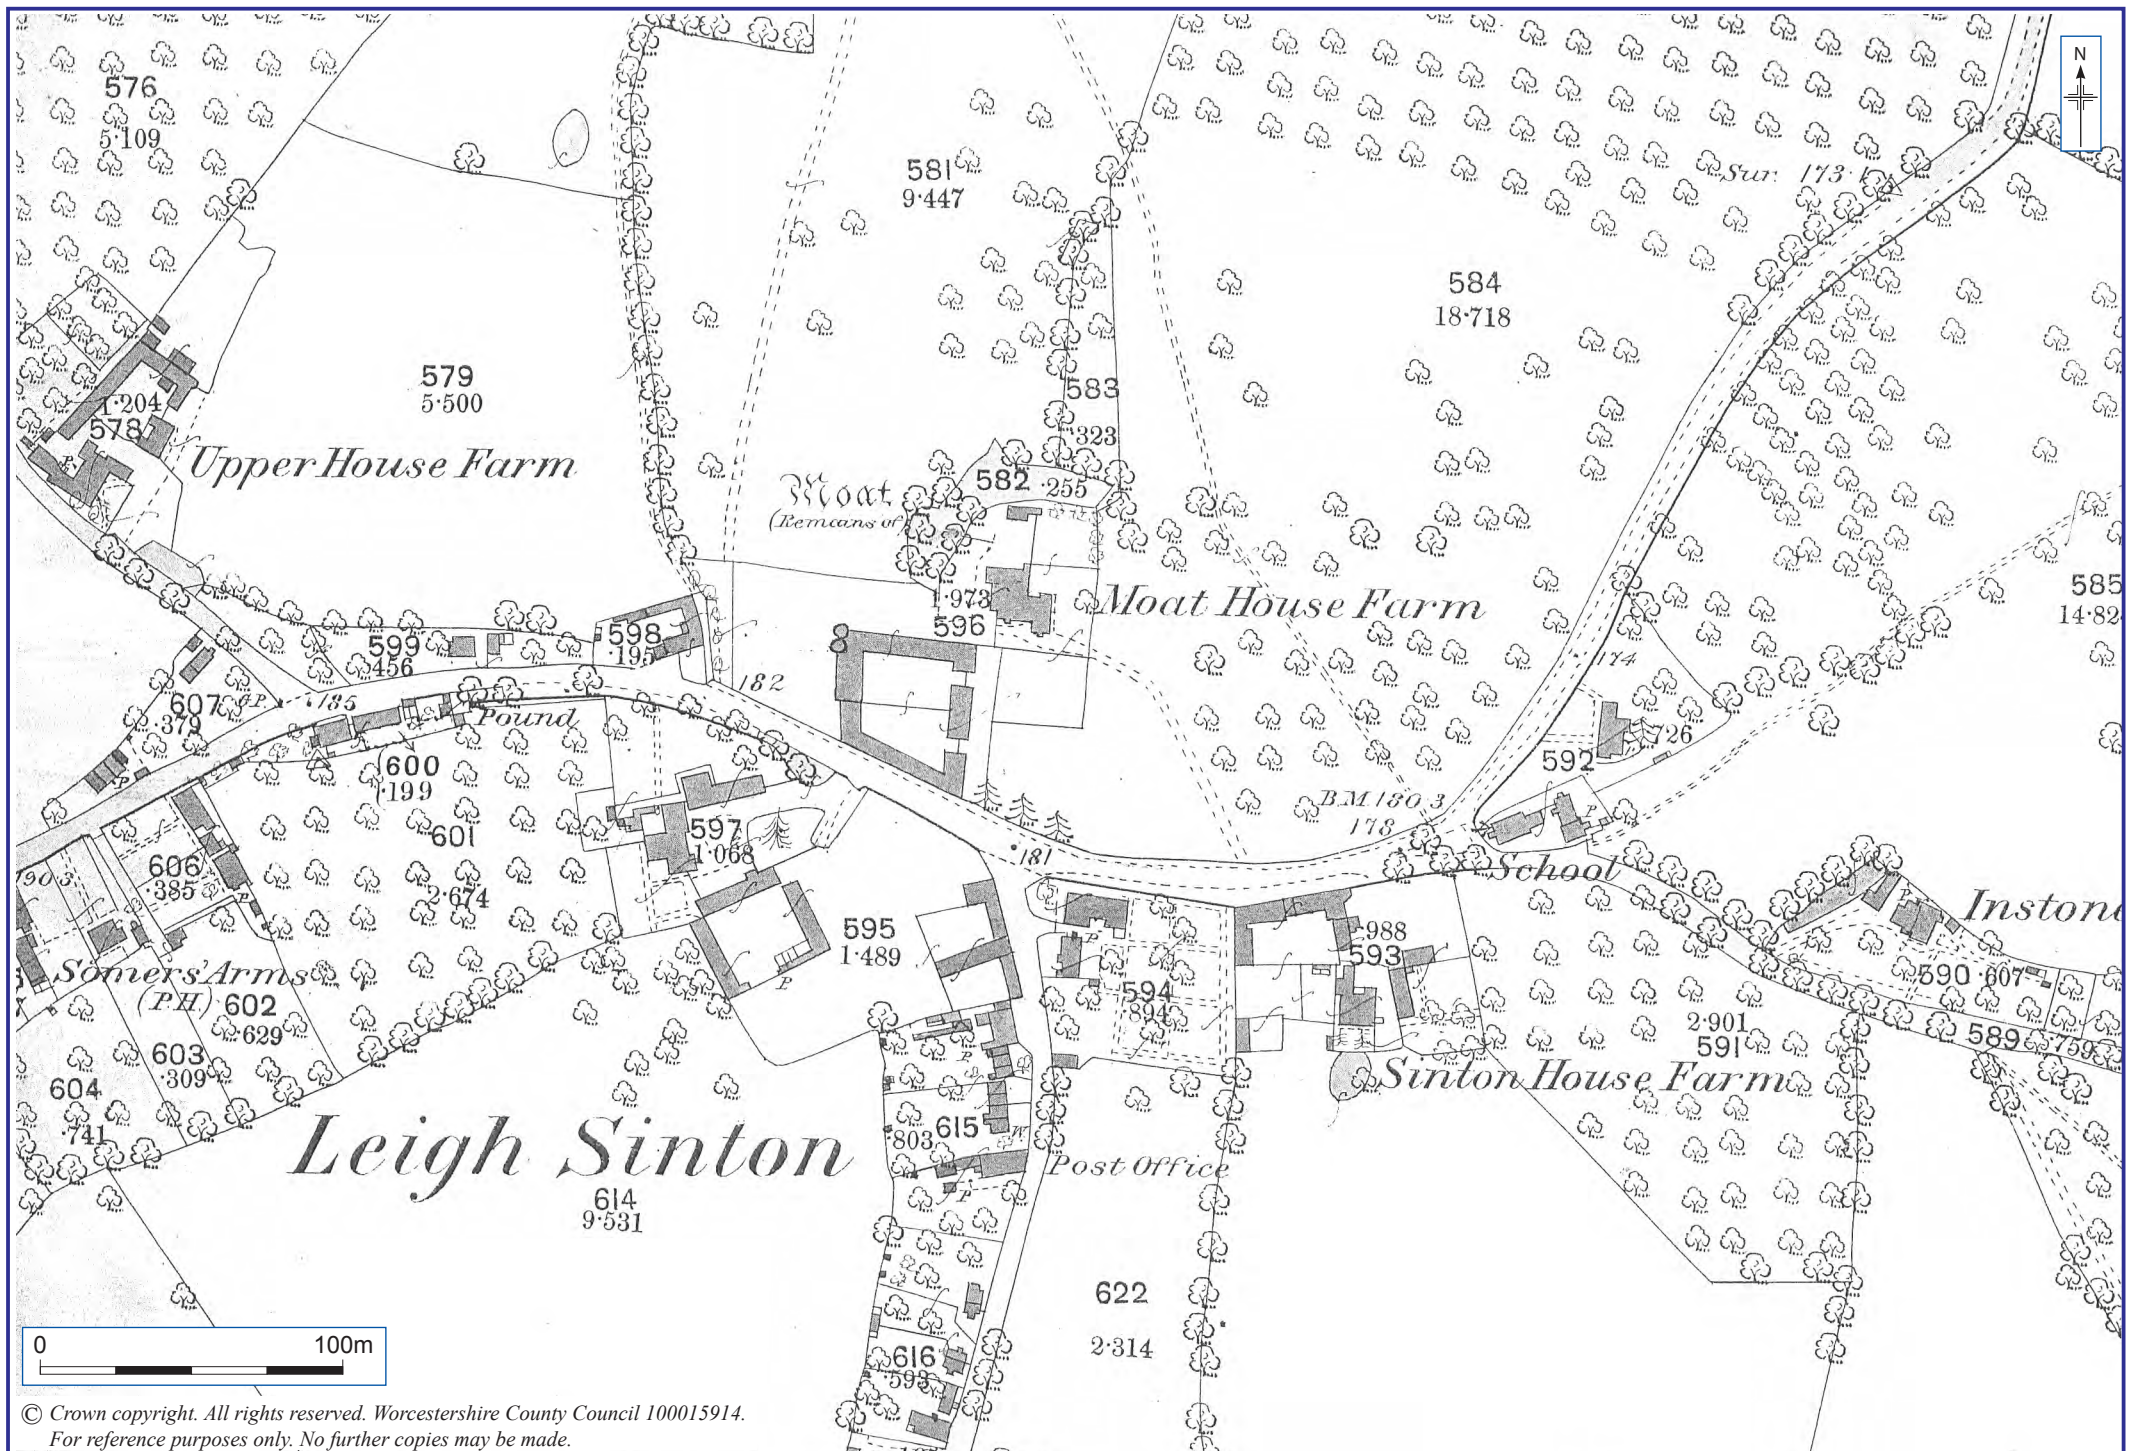 N
576
5·109
581
9·447
Sur. 173·1
584
18·718
579
5·500
583
·323
1·204
578
P
Upper House Farm
582 ·255
Moat
(Remains of)
585
14·82
1·973
596
Moat House Farm
598
·195
599
·456
174
607
·379
G.P.
185
182
Pound
726
592
600
·199
B.M.180·3
178
P
P
601
2·674
597
1·068
181
School
606
·385
90·3
P
Inston
595
1·489
P
·988
593
P
Somers' Arms
(P.H.)
602
·629
P
594
·894
590 ·607
2·901
591
589 ·759
603
·309
604
·741
P
Sinton House Farm
Leigh Sinton
615
·803
W
Post Office
P
614
9·531
622
2·314
616
·593
0 100m
© Crown copyright. All rights reserved. Worcestershire County Council 100015914.
For reference purposes only. No further copies may be made.